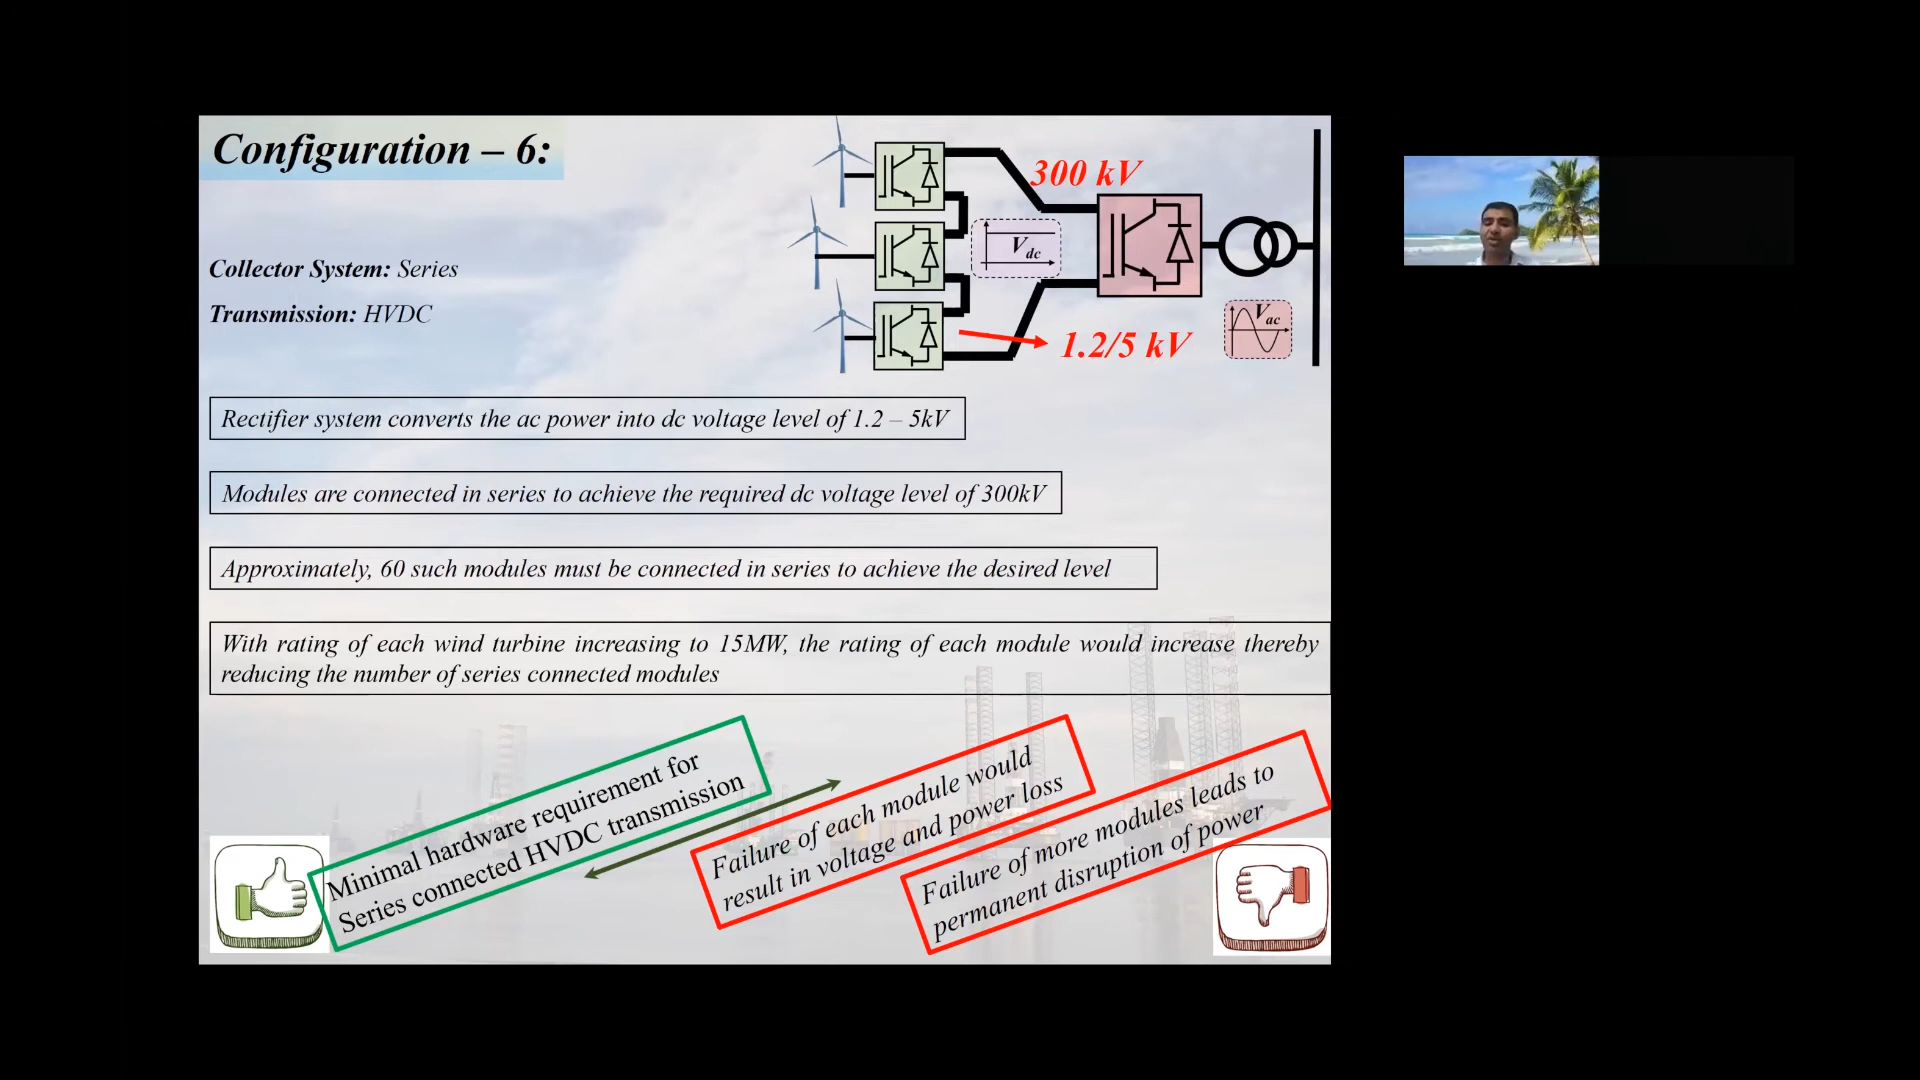 Configuration – 6:
300 kV
Vdc
Collector System: Series
Transmission: HVDC
Vac
1.2/5 kV
Rectifier system converts the ac power into dc voltage level of 1.2 – 5kV
Modules are connected in series to achieve the required dc voltage level of 300kV
Approximately, 60 such modules must be connected in series to achieve the desired level
With rating of each wind turbine increasing to 15MW, the rating of each module would increase thereby
reducing the number of series connected modules
Minimal hardware requirement for
Series connected HVDC transmission
Failure of each module would
result in voltage and power loss
Failure of more modules leads to
permanent disruption of power